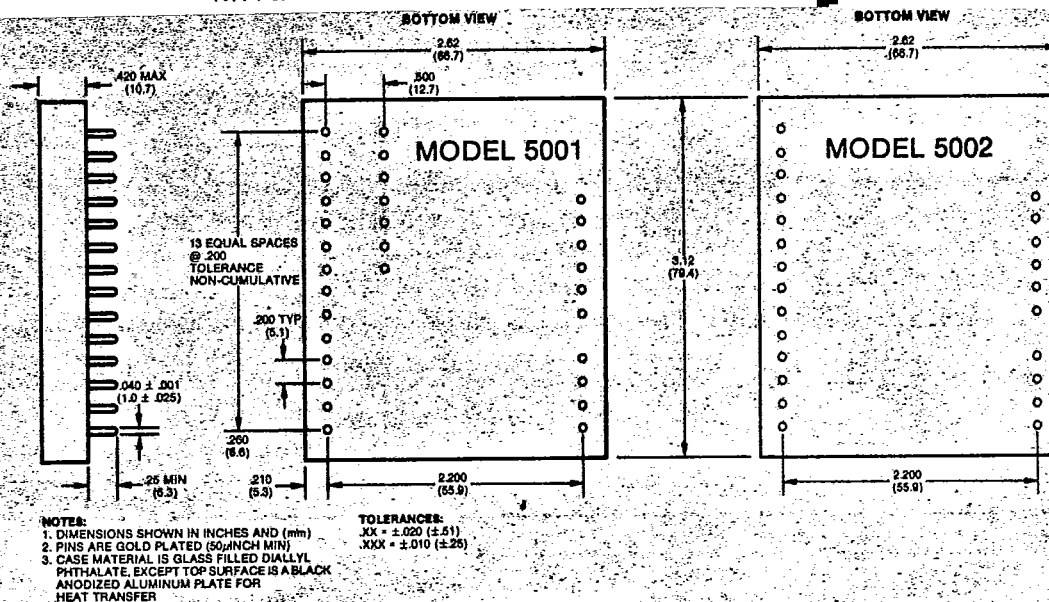 BOTTOM VIEW
BOTTOM VIEW
2.62
(66.7)
2.62
(66.7)
.420 MAX
(10.7)
.500
(12.7)
MODEL 5001
MODEL 5002
13 EQUAL SPACES
@ .200
TOLERANCE
NON-CUMULATIVE
3.12
(79.4)
.200 TYP
(5.1)
.040 ± .001
(1.0 ± .025)
.260
(6.6)
.25 MIN
(6.3)
.210
(5.3)
2.200
(55.9)
2.200
(55.9)
NOTES:
1. DIMENSIONS SHOWN IN INCHES AND (mm)
2. PINS ARE GOLD PLATED (50µINCH MIN)
3. CASE MATERIAL IS GLASS FILLED DIALLYL
PHTHALATE, EXCEPT TOP SURFACE IS A BLACK
ANODIZED ALUMINUM PLATE FOR
HEAT TRANSFER
TOLERANCES:
.XX = ±.020 (±.51)
.XXX = ±.010 (±.25)